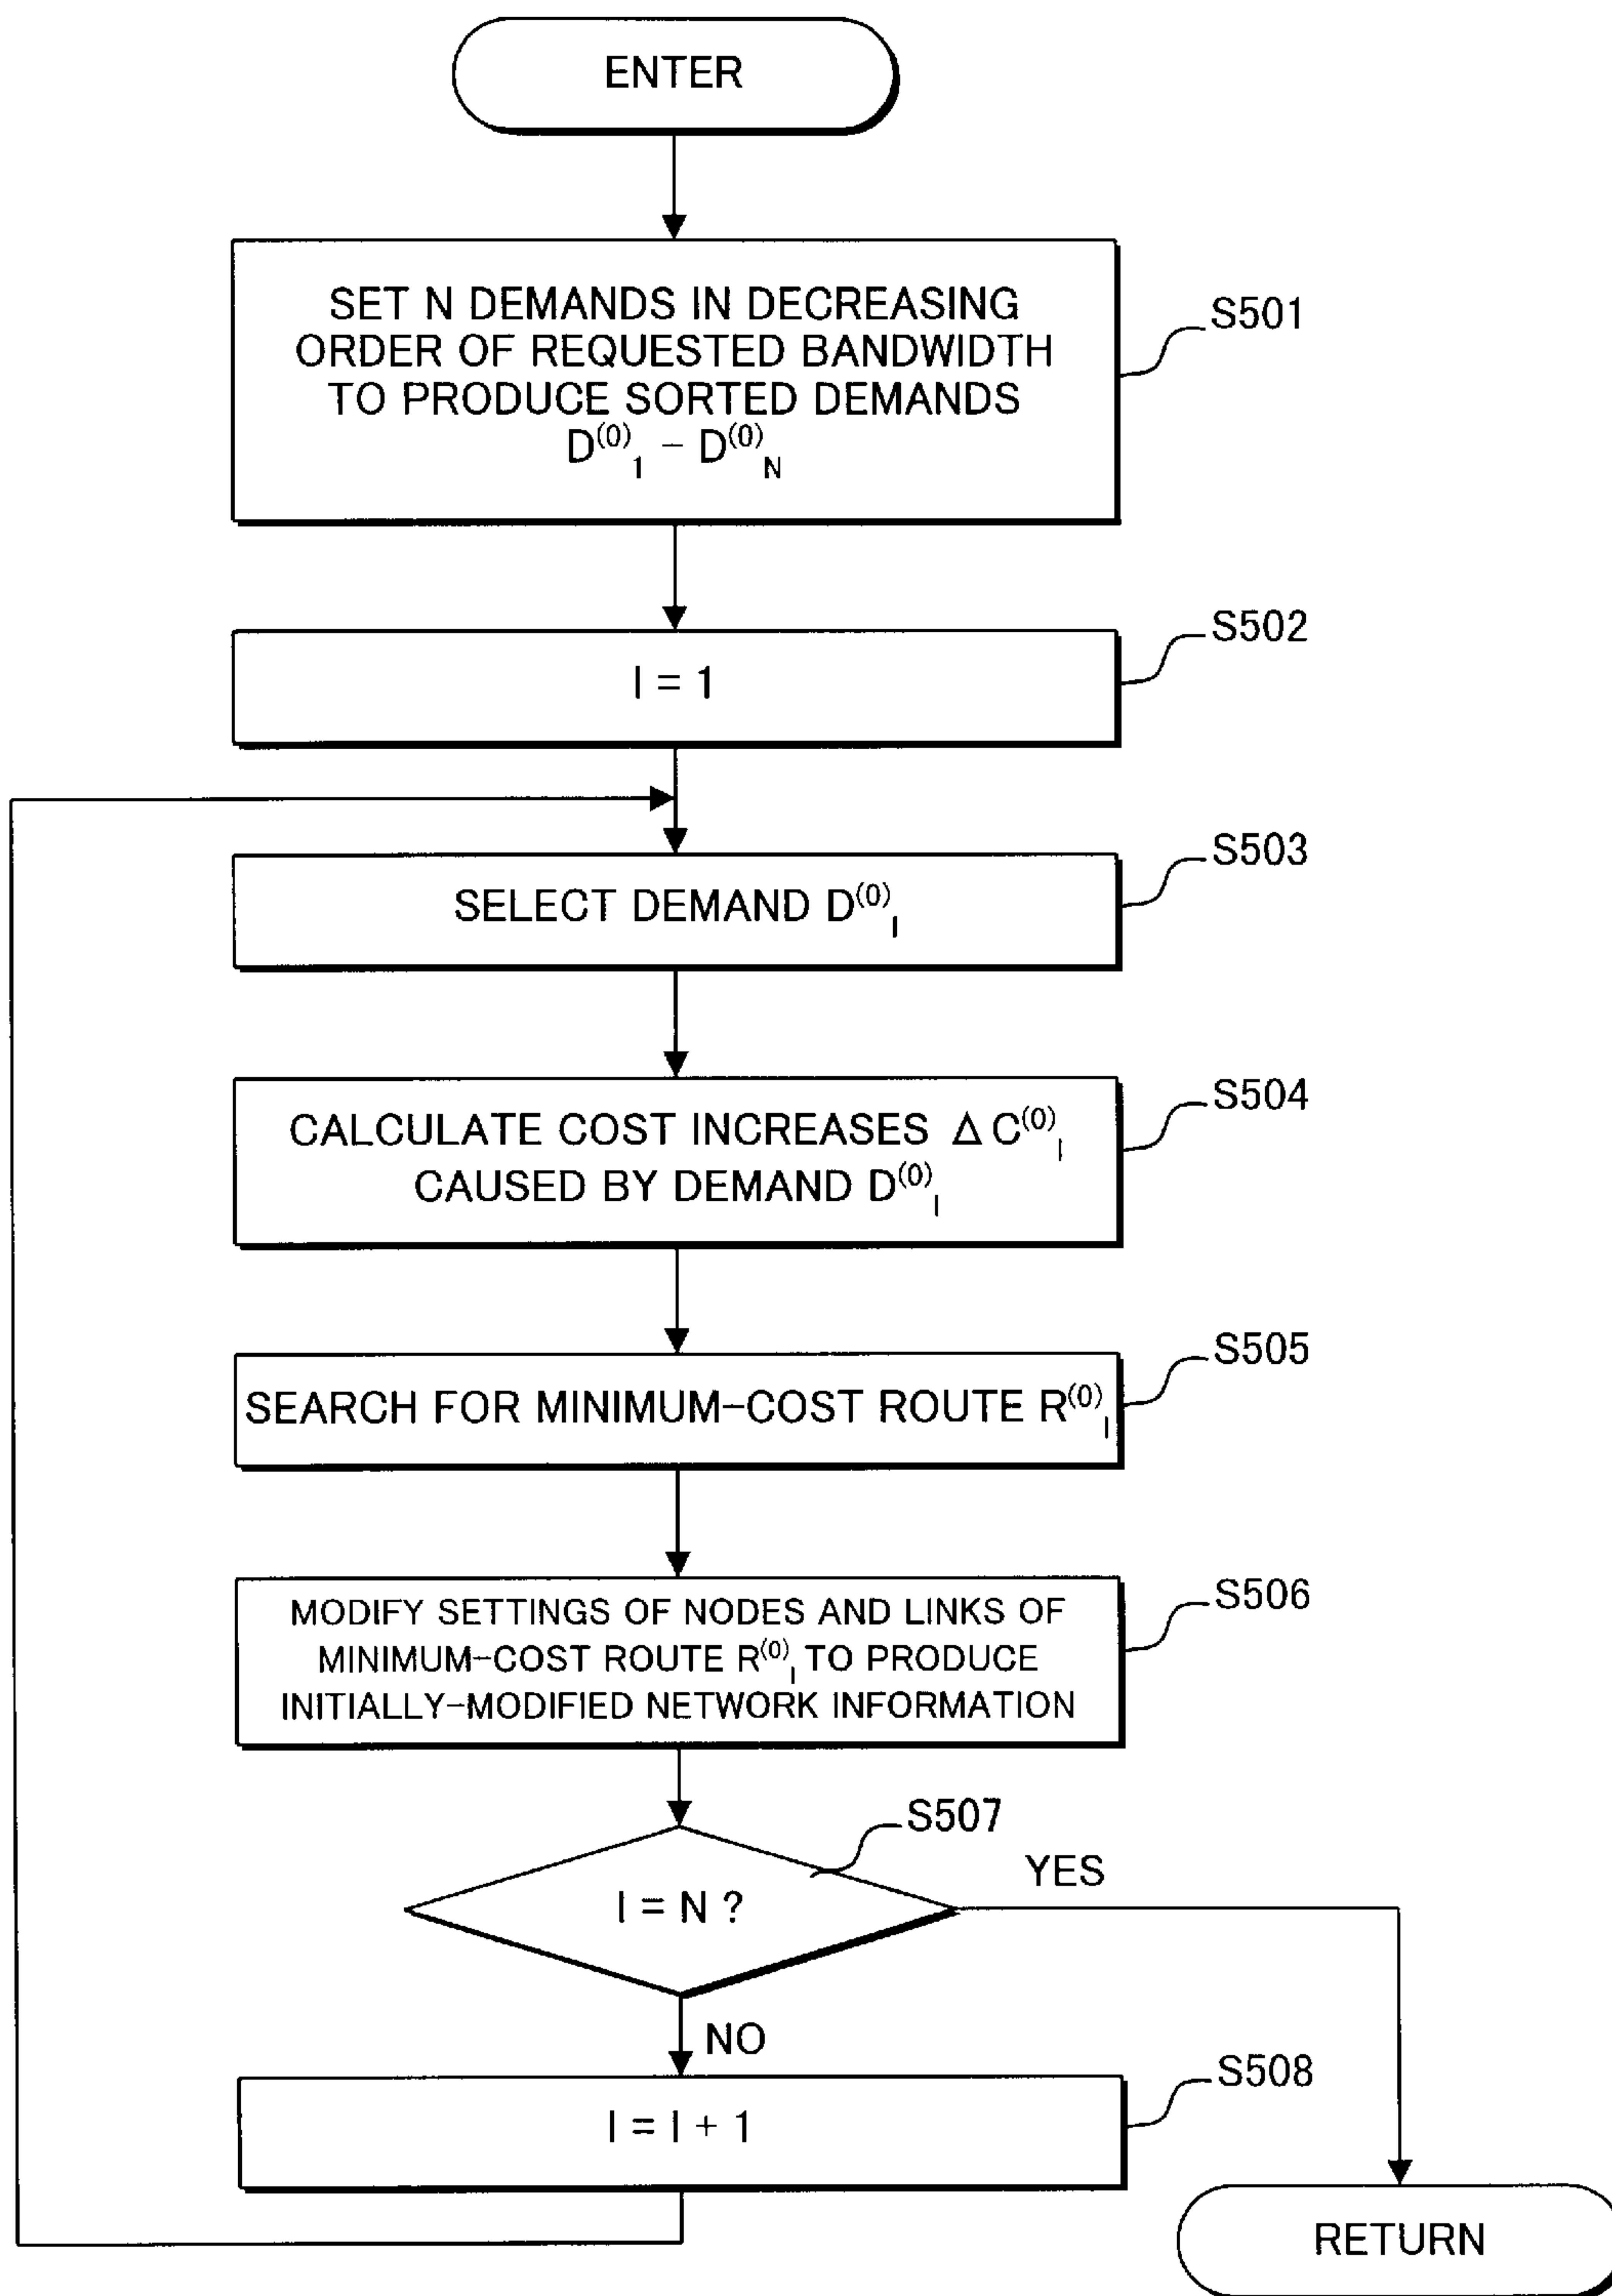 ENTER
SET N DEMANDS IN DECREASING
ORDER OF REQUESTED BANDWIDTH
TO PRODUCE SORTED DEMANDS
D⁽⁰⁾₁ – D⁽⁰⁾N
S501
I = 1
S502
SELECT DEMAND D⁽⁰⁾I
S503
CALCULATE COST INCREASES Δ C⁽⁰⁾I
CAUSED BY DEMAND D⁽⁰⁾I
S504
SEARCH FOR MINIMUM-COST ROUTE R⁽⁰⁾I
S505
MODIFY SETTINGS OF NODES AND LINKS OF
MINIMUM-COST ROUTE R⁽⁰⁾I TO PRODUCE
INITIALLY-MODIFIED NETWORK INFORMATION
S506
S507
I = N ?
YES
NO
I = I + 1
S508
RETURN